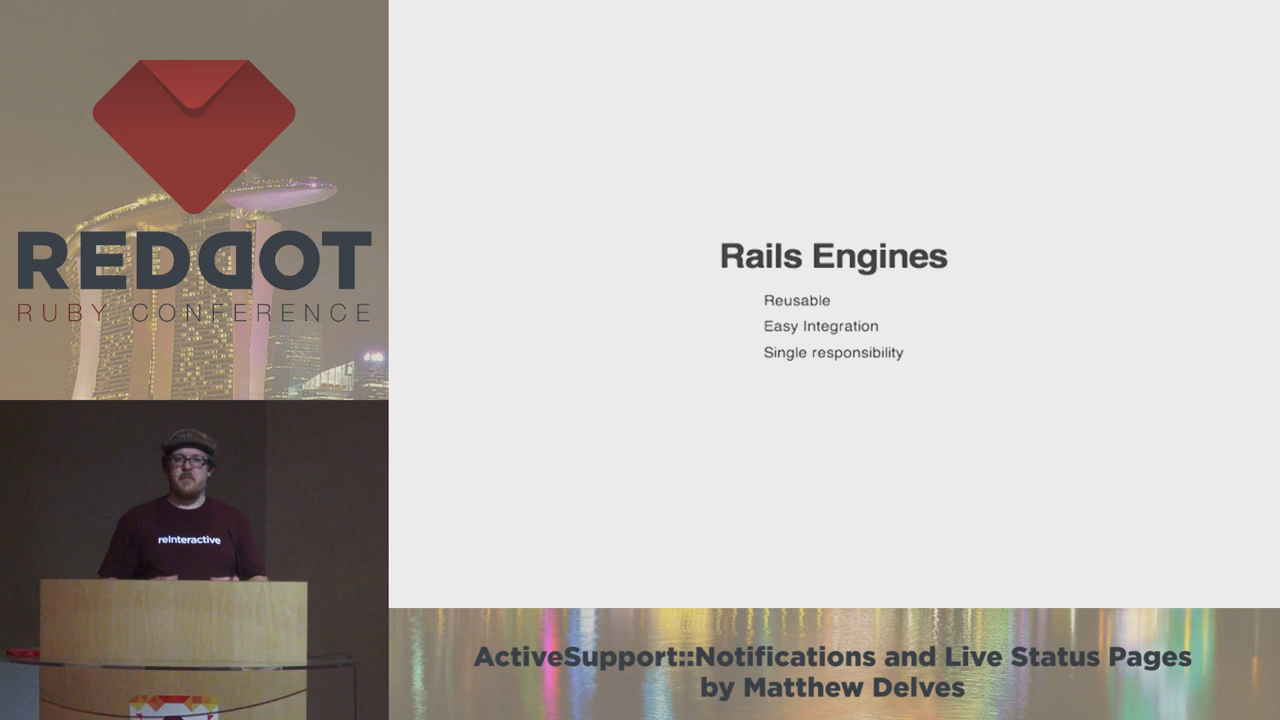 REDDOT
RUBY CONFERENCE
reinteractive
Rails Engines
Reusable
Easy Integration
Single responsibility
ActiveSupport::Notifications and Live Status Pages
by Matthew Delves